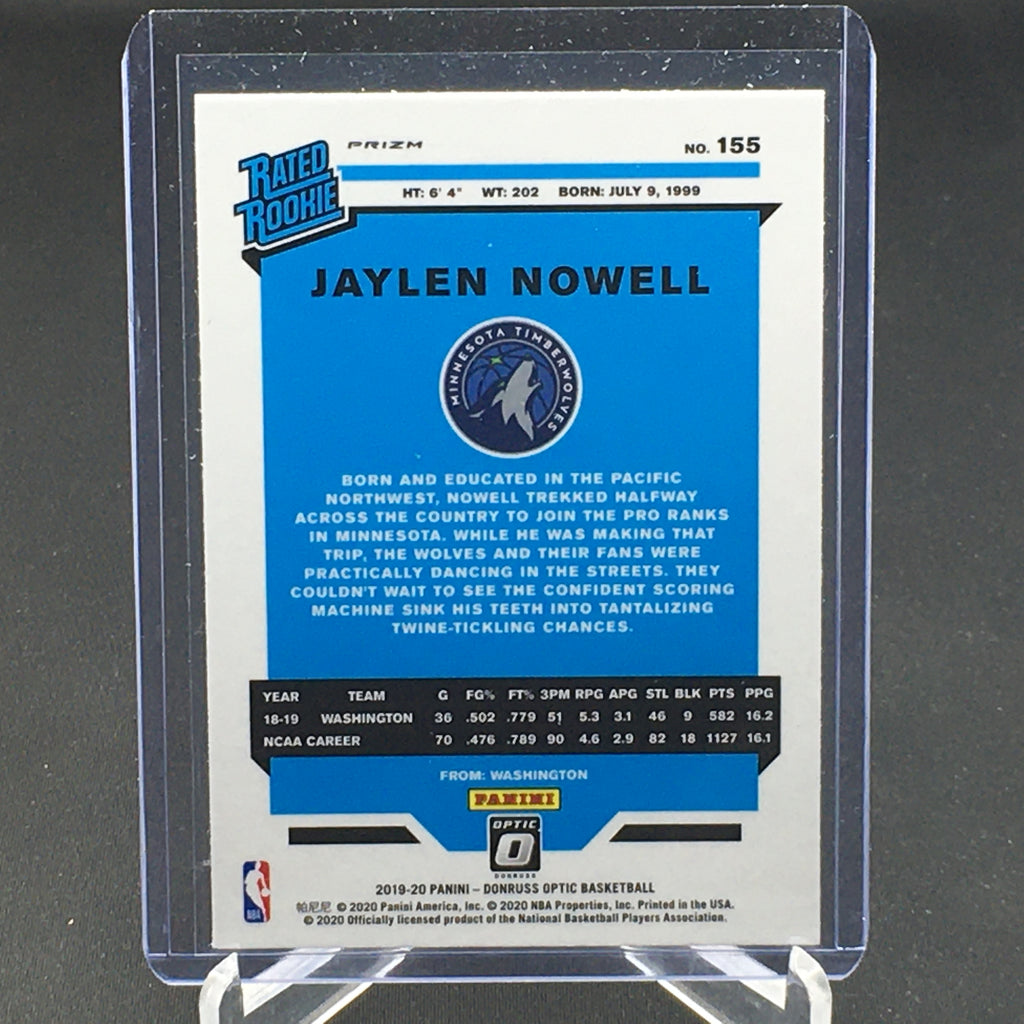 PRIZM
NO. 155
RATED
ROOKIE
HT: 6' 4" WT: 202 BORN: JULY 9, 1999
JAYLEN NOWELL
MINNESOTA TIMBERWOLVES
BORN AND EDUCATED IN THE PACIFIC
NORTHWEST, NOWELL TREKKED HALFWAY
ACROSS THE COUNTRY TO JOIN THE PRO RANKS
IN MINNESOTA. WHILE HE WAS MAKING THAT
TRIP, THE WOLVES AND THEIR FANS WERE
PRACTICALLY DANCING IN THE STREETS. THEY
COULDN'T WAIT TO SEE THE CONFIDENT SCORING
MACHINE SINK HIS TEETH INTO TANTALIZING
TWINE-TICKLING CHANCES.
YEAR TEAM G FG% FT% 3PM RPG APG STL BLK PTS PPG
18-19 WASHINGTON 36 .502 .779 51 5.3 3.1 46 9 582 16.2
NCAA CAREER 70 .476 .789 90 4.6 2.9 82 18 1127 16.1
FROM: WASHINGTON
PANINI
OPTIC
O
DONRUSS
2019-20 PANINI – DONRUSS OPTIC BASKETBALL
帕尼尼 © 2020 Panini America, Inc. © 2020 NBA Properties, Inc. Printed in the USA.
© 2020 Officially licensed product of the National Basketball Players Association.
NBA